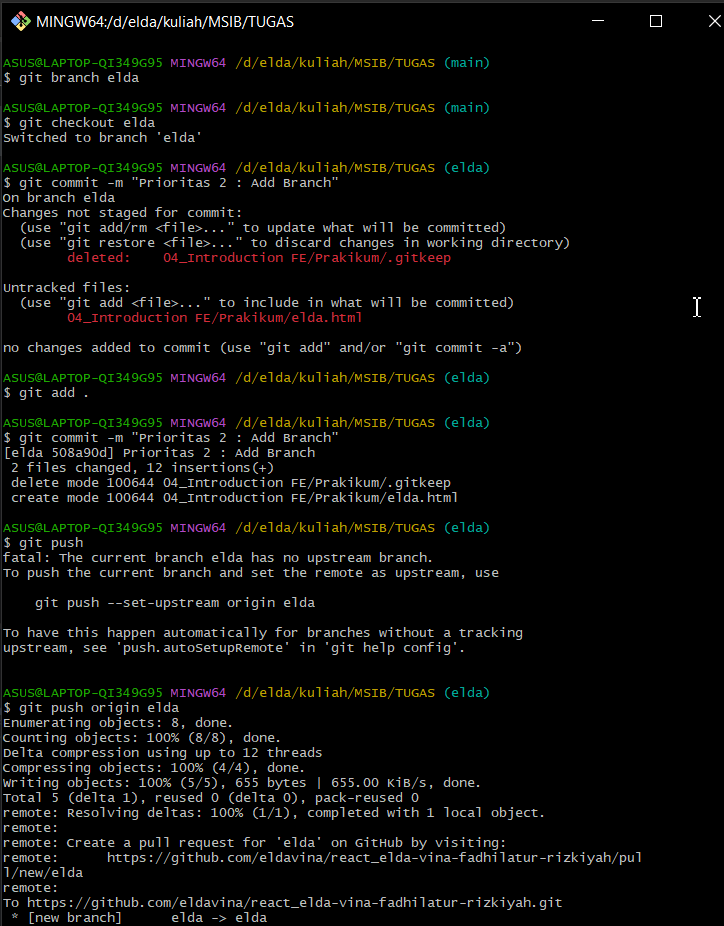 MINGW64:/d/elda/kuliah/MSIB/TUGAS
ASUS@LAPTOP-QI349G95 MINGW64 /d/elda/kuliah/MSIB/TUGAS (main)
$ git branch elda
ASUS@LAPTOP-QI349G95 MINGW64 /d/elda/kuliah/MSIB/TUGAS (main)
$ git checkout elda
Switched to branch 'elda'
ASUS@LAPTOP-QI349G95 MINGW64 /d/elda/kuliah/MSIB/TUGAS (elda)
$ git commit -m "Prioritas 2 : Add Branch"
On branch elda
Changes not staged for commit:
  (use "git add/rm <file>..." to update what will be committed)
  (use "git restore <file>..." to discard changes in working directory)
        deleted:    04_Introduction FE/Prakikum/.gitkeep
Untracked files:
  (use "git add <file>..." to include in what will be committed)
        04_Introduction FE/Prakikum/elda.html
no changes added to commit (use "git add" and/or "git commit -a")
ASUS@LAPTOP-QI349G95 MINGW64 /d/elda/kuliah/MSIB/TUGAS (elda)
$ git add .
ASUS@LAPTOP-QI349G95 MINGW64 /d/elda/kuliah/MSIB/TUGAS (elda)
$ git commit -m "Prioritas 2 : Add Branch"
[elda 508a90d] Prioritas 2 : Add Branch
 2 files changed, 12 insertions(+)
 delete mode 100644 04_Introduction FE/Prakikum/.gitkeep
 create mode 100644 04_Introduction FE/Prakikum/elda.html
ASUS@LAPTOP-QI349G95 MINGW64 /d/elda/kuliah/MSIB/TUGAS (elda)
$ git push
fatal: The current branch elda has no upstream branch.
To push the current branch and set the remote as upstream, use
    git push --set-upstream origin elda
To have this happen automatically for branches without a tracking
upstream, see 'push.autoSetupRemote' in 'git help config'.
ASUS@LAPTOP-QI349G95 MINGW64 /d/elda/kuliah/MSIB/TUGAS (elda)
$ git push origin elda
Enumerating objects: 8, done.
Counting objects: 100% (8/8), done.
Delta compression using up to 12 threads
Compressing objects: 100% (4/4), done.
Writing objects: 100% (5/5), 655 bytes | 655.00 KiB/s, done.
Total 5 (delta 1), reused 0 (delta 0), pack-reused 0
remote: Resolving deltas: 100% (1/1), completed with 1 local object.
remote:
remote: Create a pull request for 'elda' on GitHub by visiting:
remote:      https://github.com/eldavina/react_elda-vina-fadhilatur-rizkiyah/pul
l/new/elda
remote:
To https://github.com/eldavina/react_elda-vina-fadhilatur-rizkiyah.git
 * [new branch]      elda -> elda